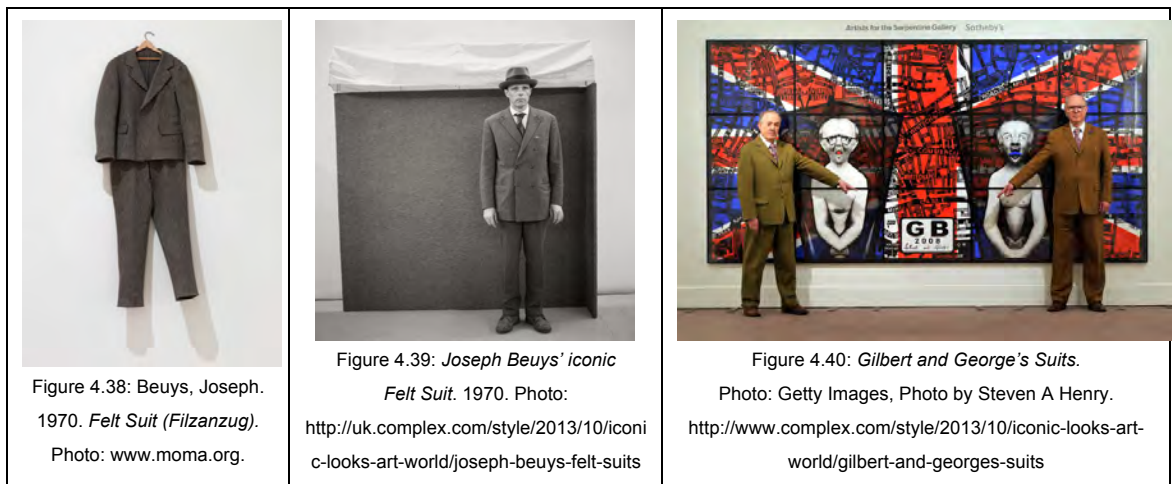 Artists for the Serpentine Gallery Sotheby's
GB
2008
Figure 4.38: Beuys, Joseph.
1970. Felt Suit (Filzanzug).
Photo: www.moma.org.
Figure 4.39: Joseph Beuys' iconic
Felt Suit. 1970. Photo:
http://uk.complex.com/style/2013/10/iconi
c-looks-art-world/joseph-beuys-felt-suits
Figure 4.40: Gilbert and George's Suits.
Photo: Getty Images, Photo by Steven A Henry.
http://www.complex.com/style/2013/10/iconic-looks-art-
world/gilbert-and-georges-suits